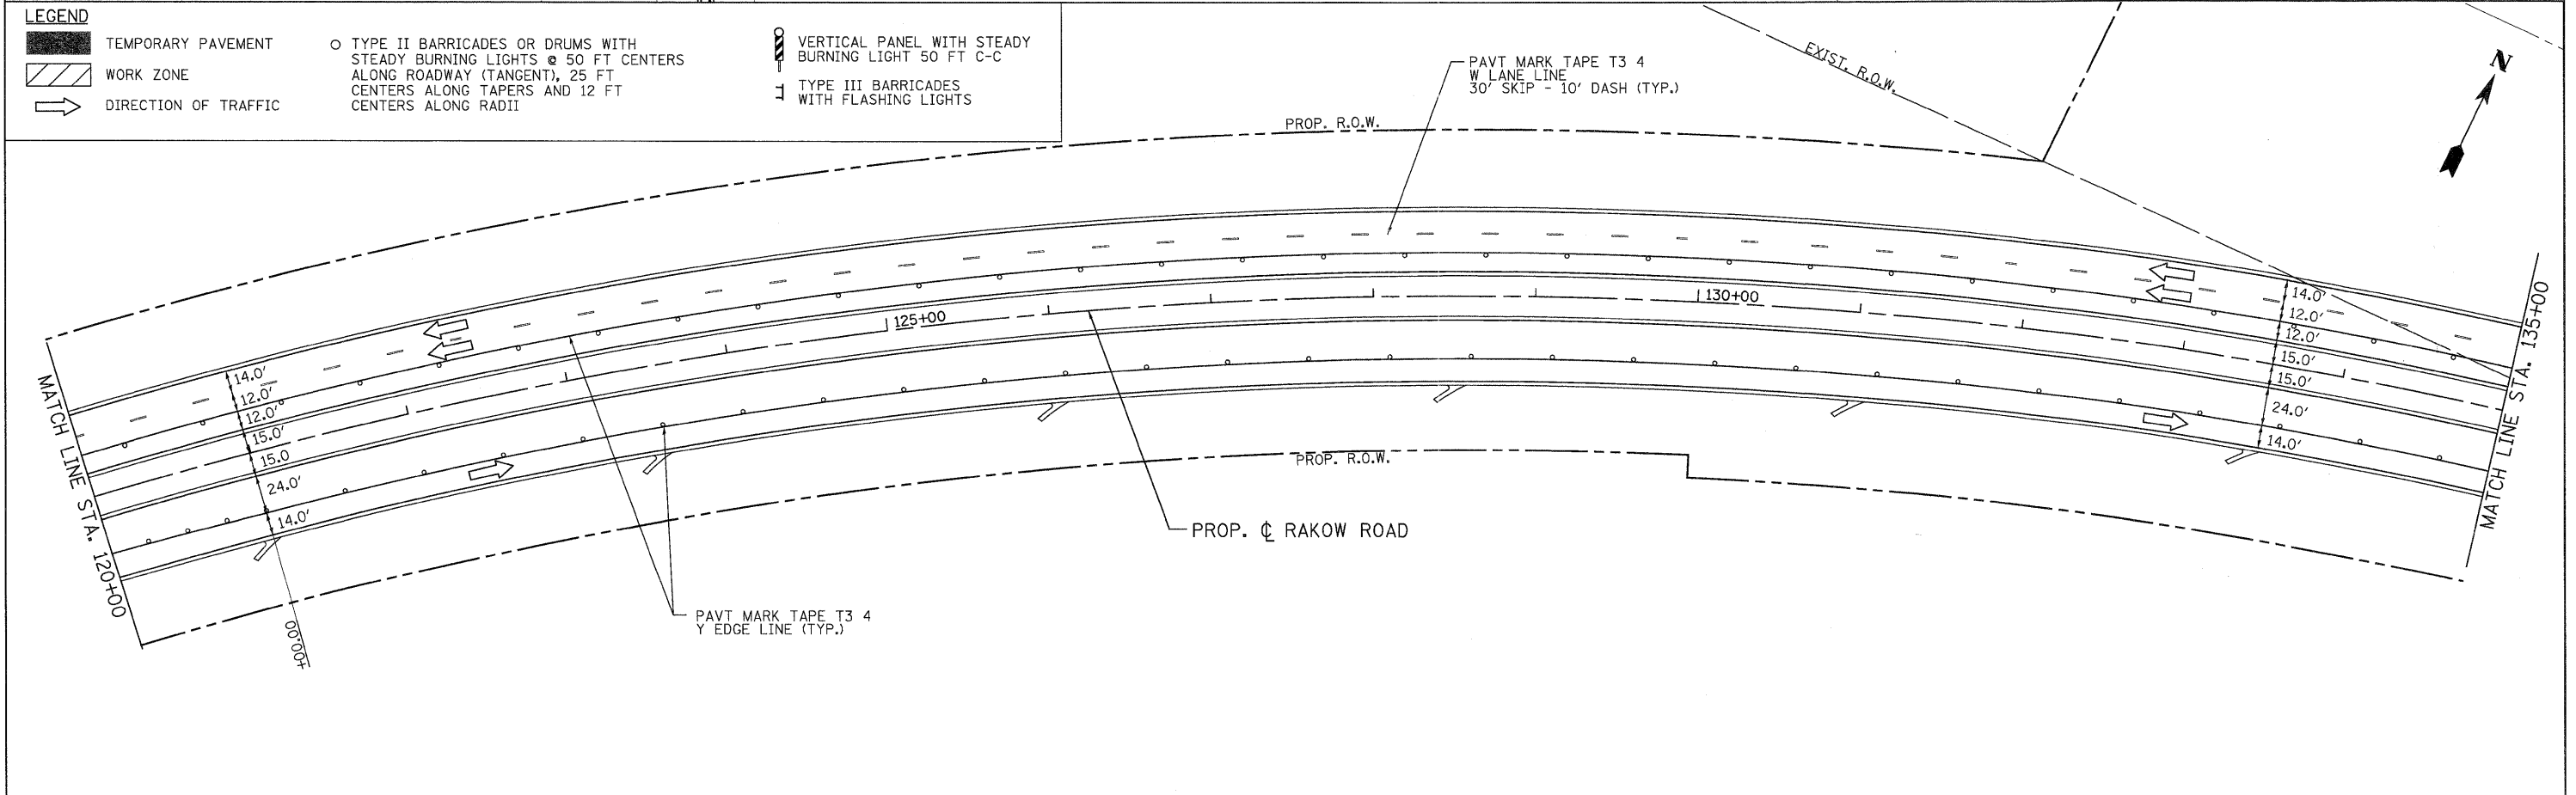 LEGEND
TEMPORARY PAVEMENT
WORK ZONE
DIRECTION OF TRAFFIC
TYPE II BARRICADES OR DRUMS WITH
STEADY BURNING LIGHTS @ 50 FT CENTERS
ALONG ROADWAY (TANGENT), 25 FT
CENTERS ALONG TAPERS AND 12 FT
CENTERS ALONG RADII
VERTICAL PANEL WITH STEADY
BURNING LIGHT 50 FT C-C
TYPE III BARRICADES
WITH FLASHING LIGHTS
PAVT MARK TAPE T3 4
W LANE LINE
30' SKIP - 10' DASH (TYP.)
EXIST. R.O.W.
N
PROP. R.O.W.
125+00
130+00
14.0'
12.0'
12.0'
15.0'
15.0
24.0'
14.0'
14.0'
12.0'
12.0'
15.0'
15.0'
24.0'
14.0'
MATCH LINE STA. 120+00
MATCH LINE STA. 135+00
PROP. R.O.W.
PROP. ℄ RAKOW ROAD
PAVT MARK TAPE T3 4
Y EDGE LINE (TYP.)
+00.00